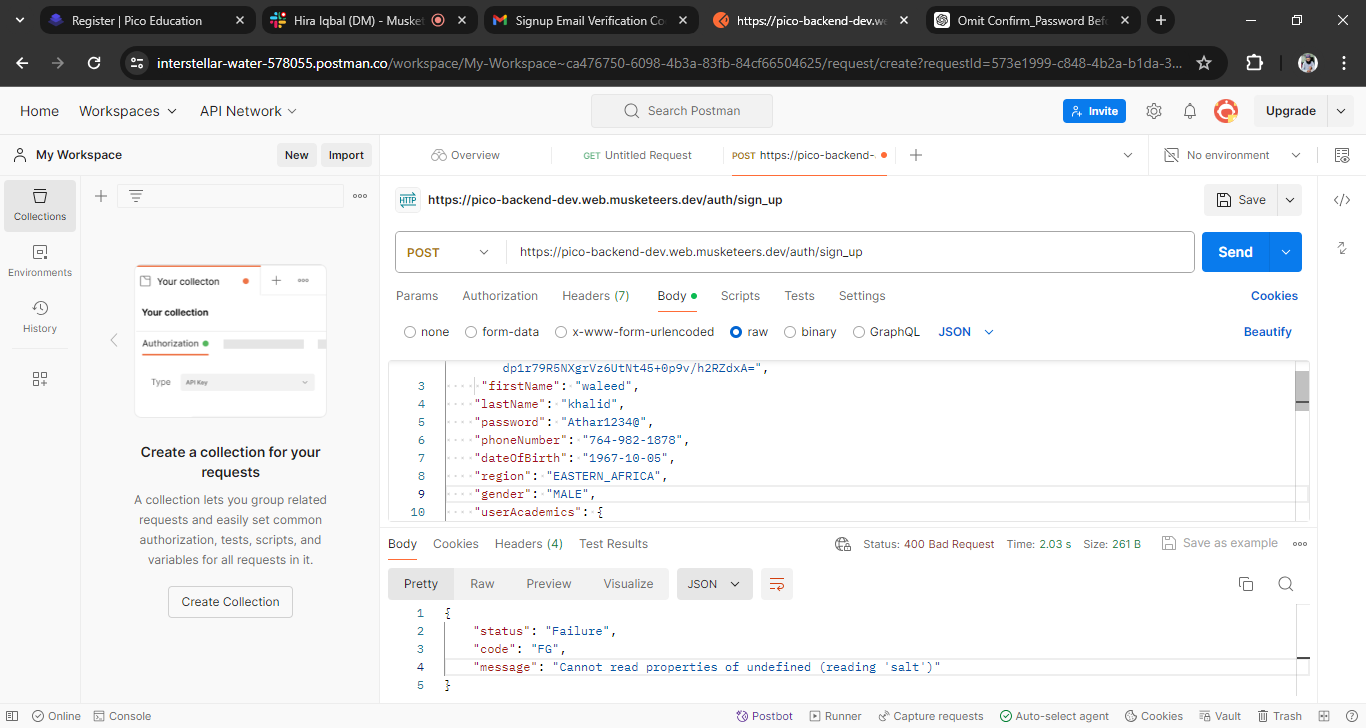 Register | Pico Education
Hira Iqbal (DM) - Musket
Signup Email Verification Co
https://pico-backend-dev.we
Omit Confirm_Password Bef
interstellar-water-578055.postman.co/workspace/My-Workspace~ca476750-6098-4b3a-83fb-84cf66504625/request/create?requestId=573e1999-c848-4b2a-b1da-3...
Home Workspaces API Network Search Postman Invite Upgrade
My Workspace New Import Overview GET Untitled Request POST https://pico-backend- No environment
Collections
Environments
History
Your collecton
Your collection
Authorization
Type API Key
Create a collection for your
requests
A collection lets you group related
requests and easily set common
authorization, tests, scripts, and
variables for all requests in it.
Create Collection
HTTP https://pico-backend-dev.web.musketeers.dev/auth/sign_up Save
POST https://pico-backend-dev.web.musketeers.dev/auth/sign_up Send
Params Authorization Headers (7) Body Scripts Tests Settings Cookies
none form-data x-www-form-urlencoded raw binary GraphQL JSON Beautify
dp1r79R5NXgrVz6UtNt45+0p9v/h2RZdxA=",
3 "firstName": "waleed",
4 "lastName": "khalid",
5 "password": "Athar1234@",
6 "phoneNumber": "764-982-1878",
7 "dateOfBirth": "1967-10-05",
8 "region": "EASTERN_AFRICA",
9 "gender": "MALE",
10 "userAcademics": {
Body Cookies Headers (4) Test Results Status: 400 Bad Request Time: 2.03 s Size: 261 B Save as example
Pretty Raw Preview Visualize JSON
1 {
2 "status": "Failure",
3 "code": "FG",
4 "message": "Cannot read properties of undefined (reading 'salt')"
5 }
Online Console Postbot Runner Capture requests Auto-select agent Cookies Vault Trash